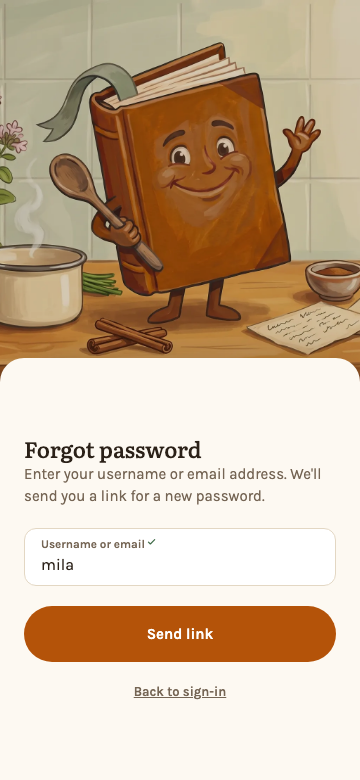 Forgot password
Enter your username or email address. We'll
send you a link for a new password.
Username or email
mila
Send link
Back to sign-in